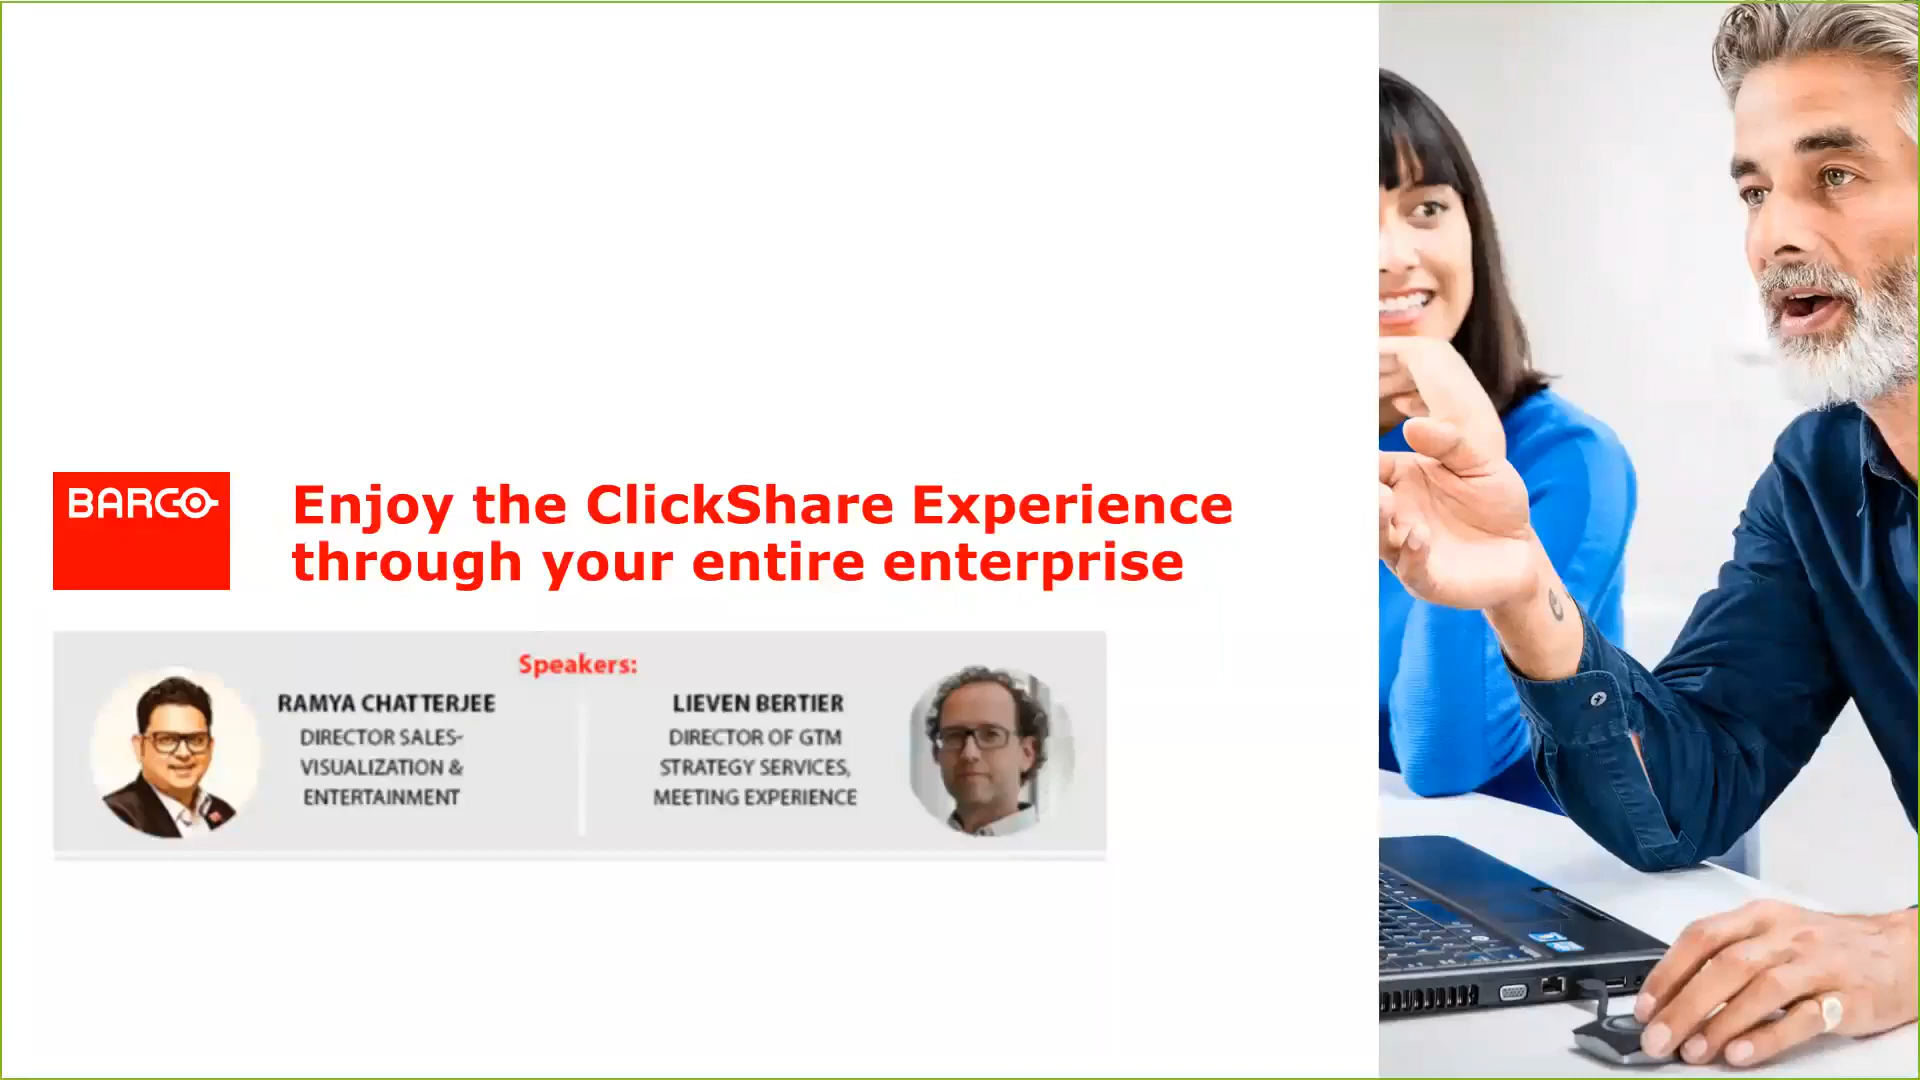 BARCO
Enjoy the ClickShare Experience
through your entire enterprise
Speakers:
RAMYA CHATTERJEE
DIRECTOR SALES-
VISUALIZATION &
ENTERTAINMENT
LIEVEN BERTIER
DIRECTOR OF GTM
STRATEGY SERVICES,
MEETING EXPERIENCE